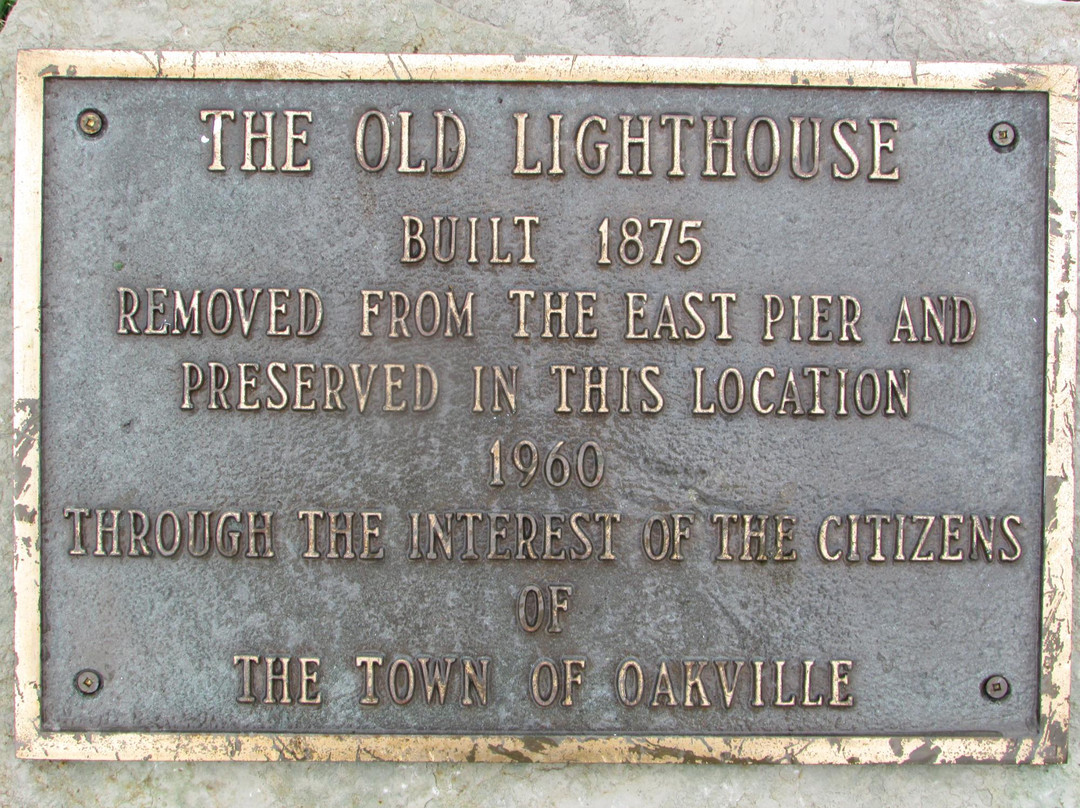 THE OLD LIGHTHOUSE
BUILT 1875
REMOVED FROM THE EAST PIER AND
PRESERVED IN THIS LOCATION
1960
THROUGH THE INTEREST OF THE CITIZENS
OF
THE TOWN OF OAKVILLE